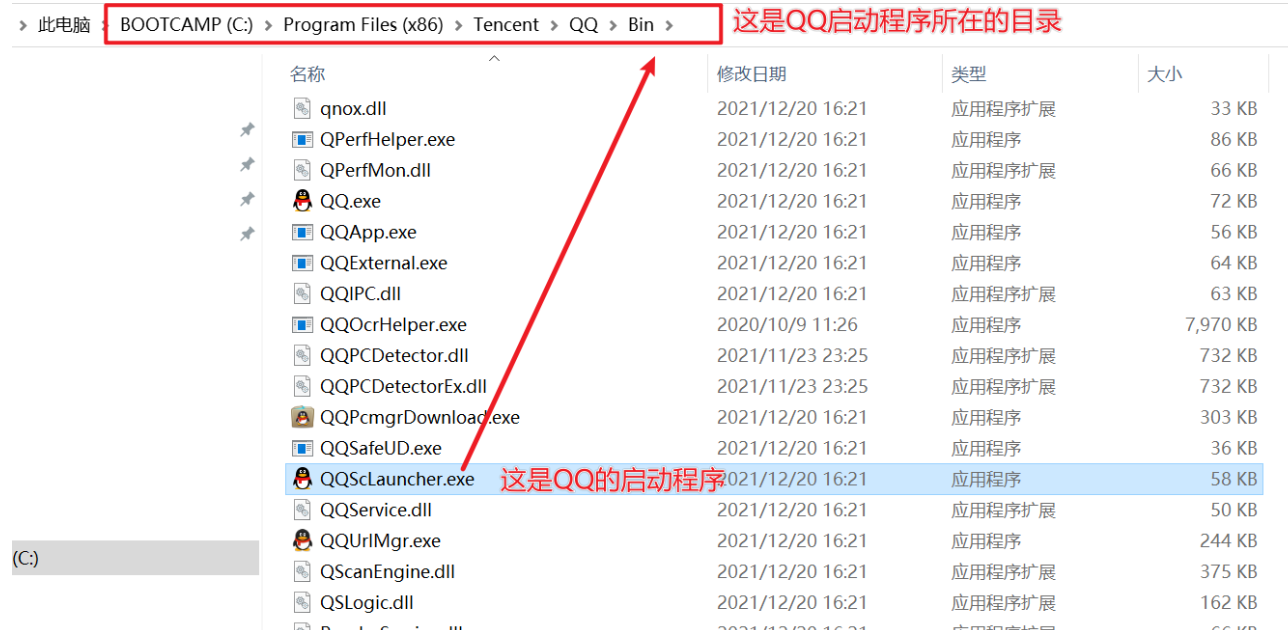 此电脑 BOOTCAMP (C:) Program Files (x86) Tencent QQ Bin 这是QQ启动程序所在的目录
名称 修改日期 类型 大小
qnox.dll 2021/12/20 16:21 应用程序扩展 33 KB
QPerfHelper.exe 2021/12/20 16:21 应用程序 86 KB
QPerfMon.dll 2021/12/20 16:21 应用程序扩展 66 KB
QQ.exe 2021/12/20 16:21 应用程序 72 KB
QQApp.exe 2021/12/20 16:21 应用程序 56 KB
QQExternal.exe 2021/12/20 16:21 应用程序 64 KB
QQIPC.dll 2021/12/20 16:21 应用程序扩展 63 KB
QQOcrHelper.exe 2020/10/9 11:26 应用程序 7,970 KB
QQPCDetector.dll 2021/11/23 23:25 应用程序扩展 732 KB
QQPCDetectorEx.dll 2021/11/23 23:25 应用程序扩展 732 KB
QQPcmgrDownload.exe 2021/12/20 16:21 应用程序 303 KB
QQSafeUD.exe 2021/12/20 16:21 应用程序 36 KB
QQScLauncher.exe 这是QQ的启动程序 2021/12/20 16:21 应用程序 58 KB
QQService.dll 2021/12/20 16:21 应用程序扩展 50 KB
QQUrlMgr.exe 2021/12/20 16:21 应用程序 244 KB
(C:)
QScanEngine.dll 2021/12/20 16:21 应用程序扩展 375 KB
QSLogic.dll 2021/12/20 16:21 应用程序扩展 162 KB